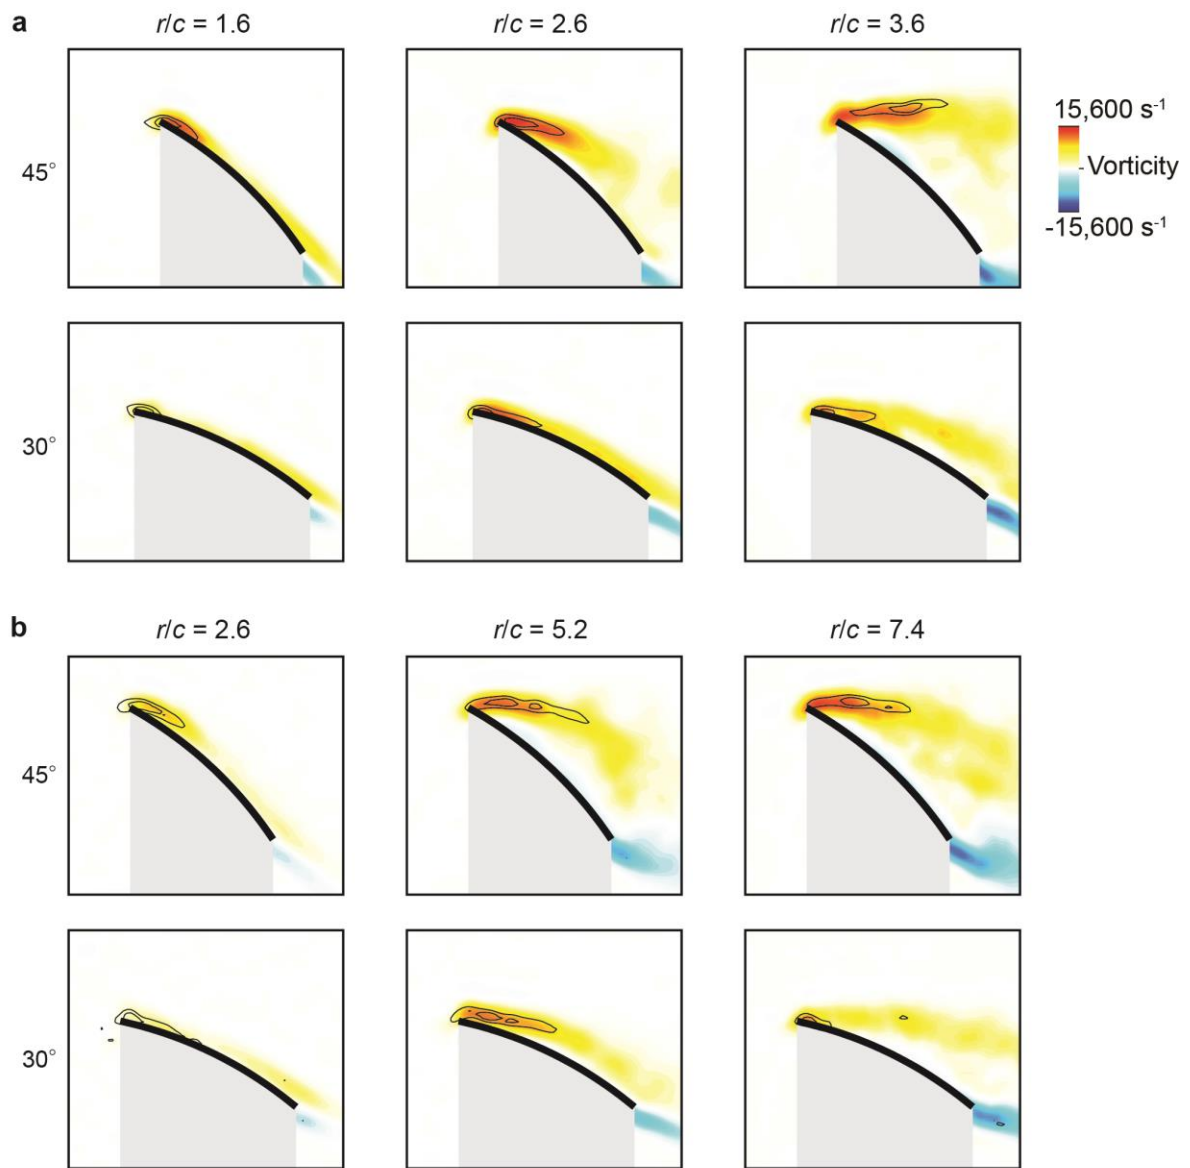 a
r/c = 1.6
r/c = 2.6
r/c = 3.6
45°
15,600 s⁻¹
Vorticity
-15,600 s⁻¹
30°
b
r/c = 2.6
r/c = 5.2
r/c = 7.4
45°
30°